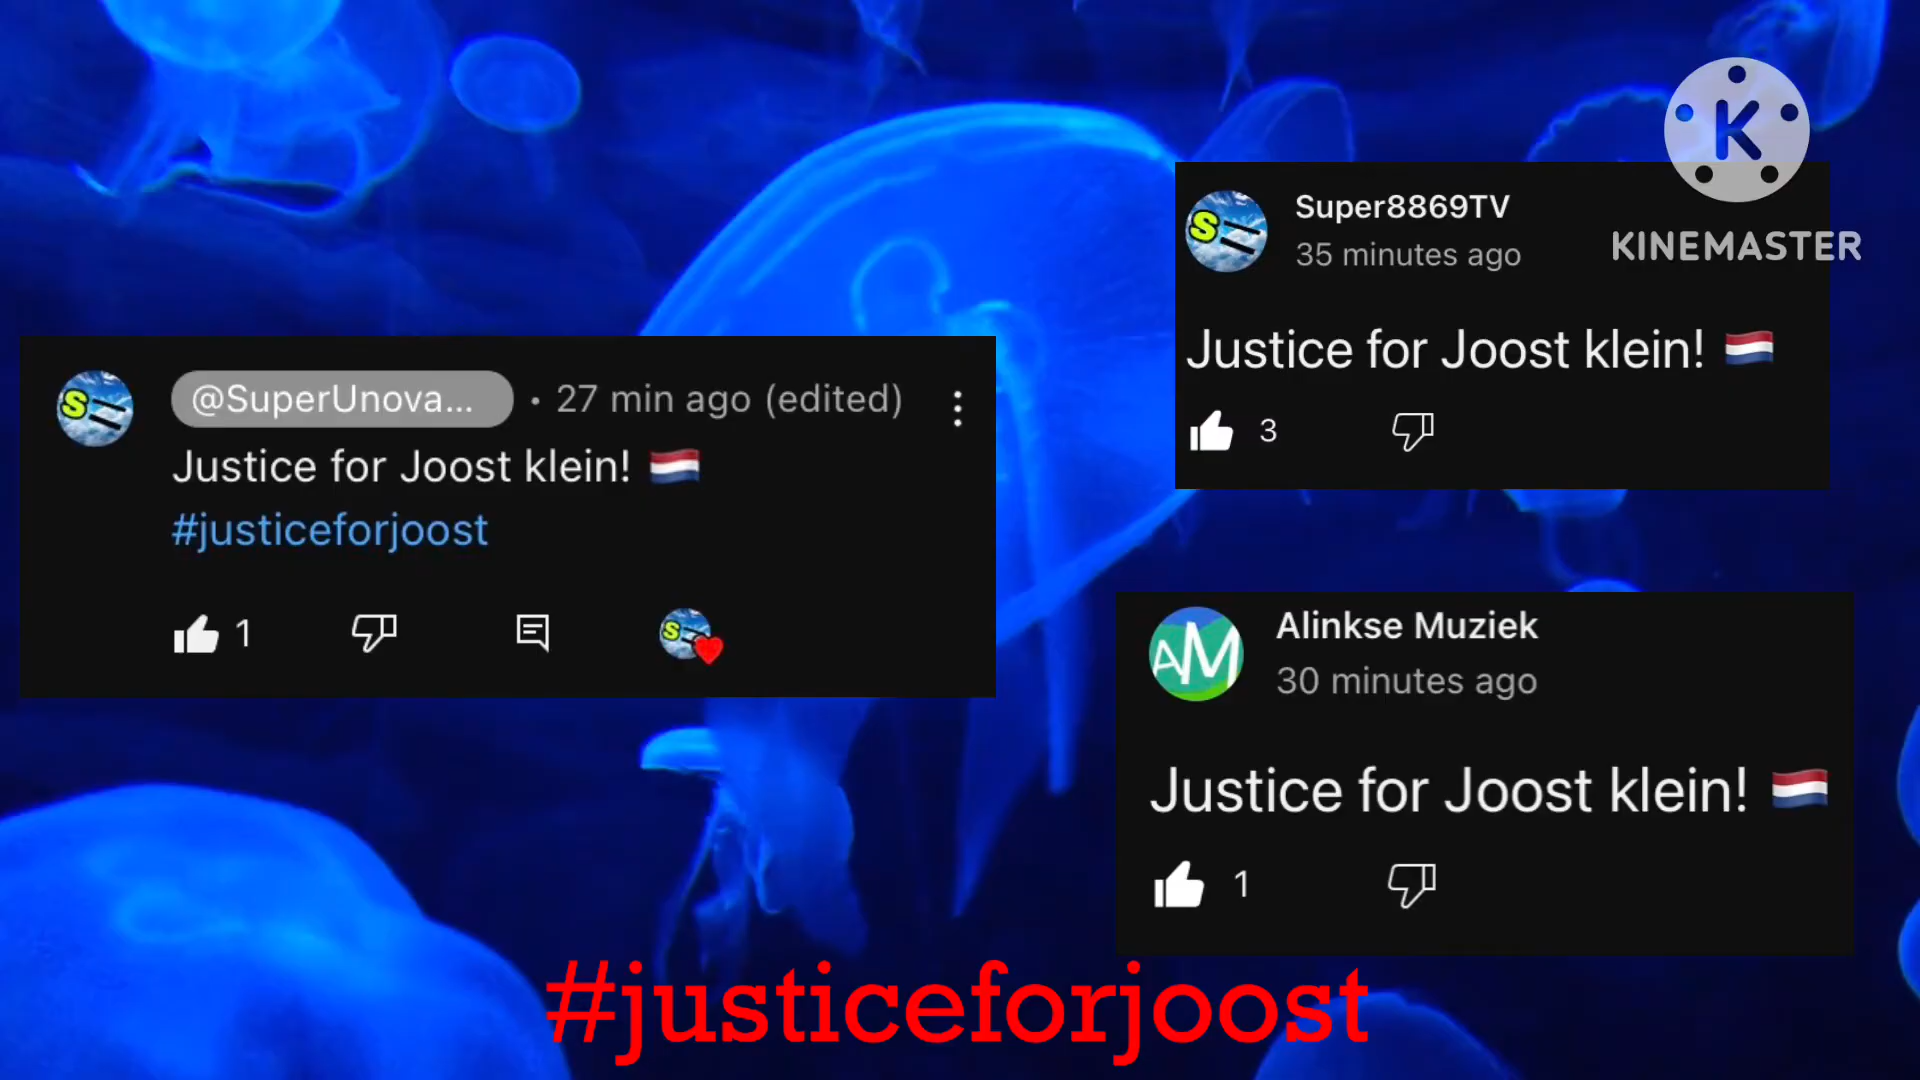 @SuperUnova... · 27 min ago (edited)
Justice for Joost klein! 🇳🇱
#justiceforjoost
1
S
Super8869TV
35 minutes ago
Justice for Joost klein! 🇳🇱
3
K
KINEMASTER
AM
Alinkse Muziek
30 minutes ago
Justice for Joost klein! 🇳🇱
1
#justiceforjoost